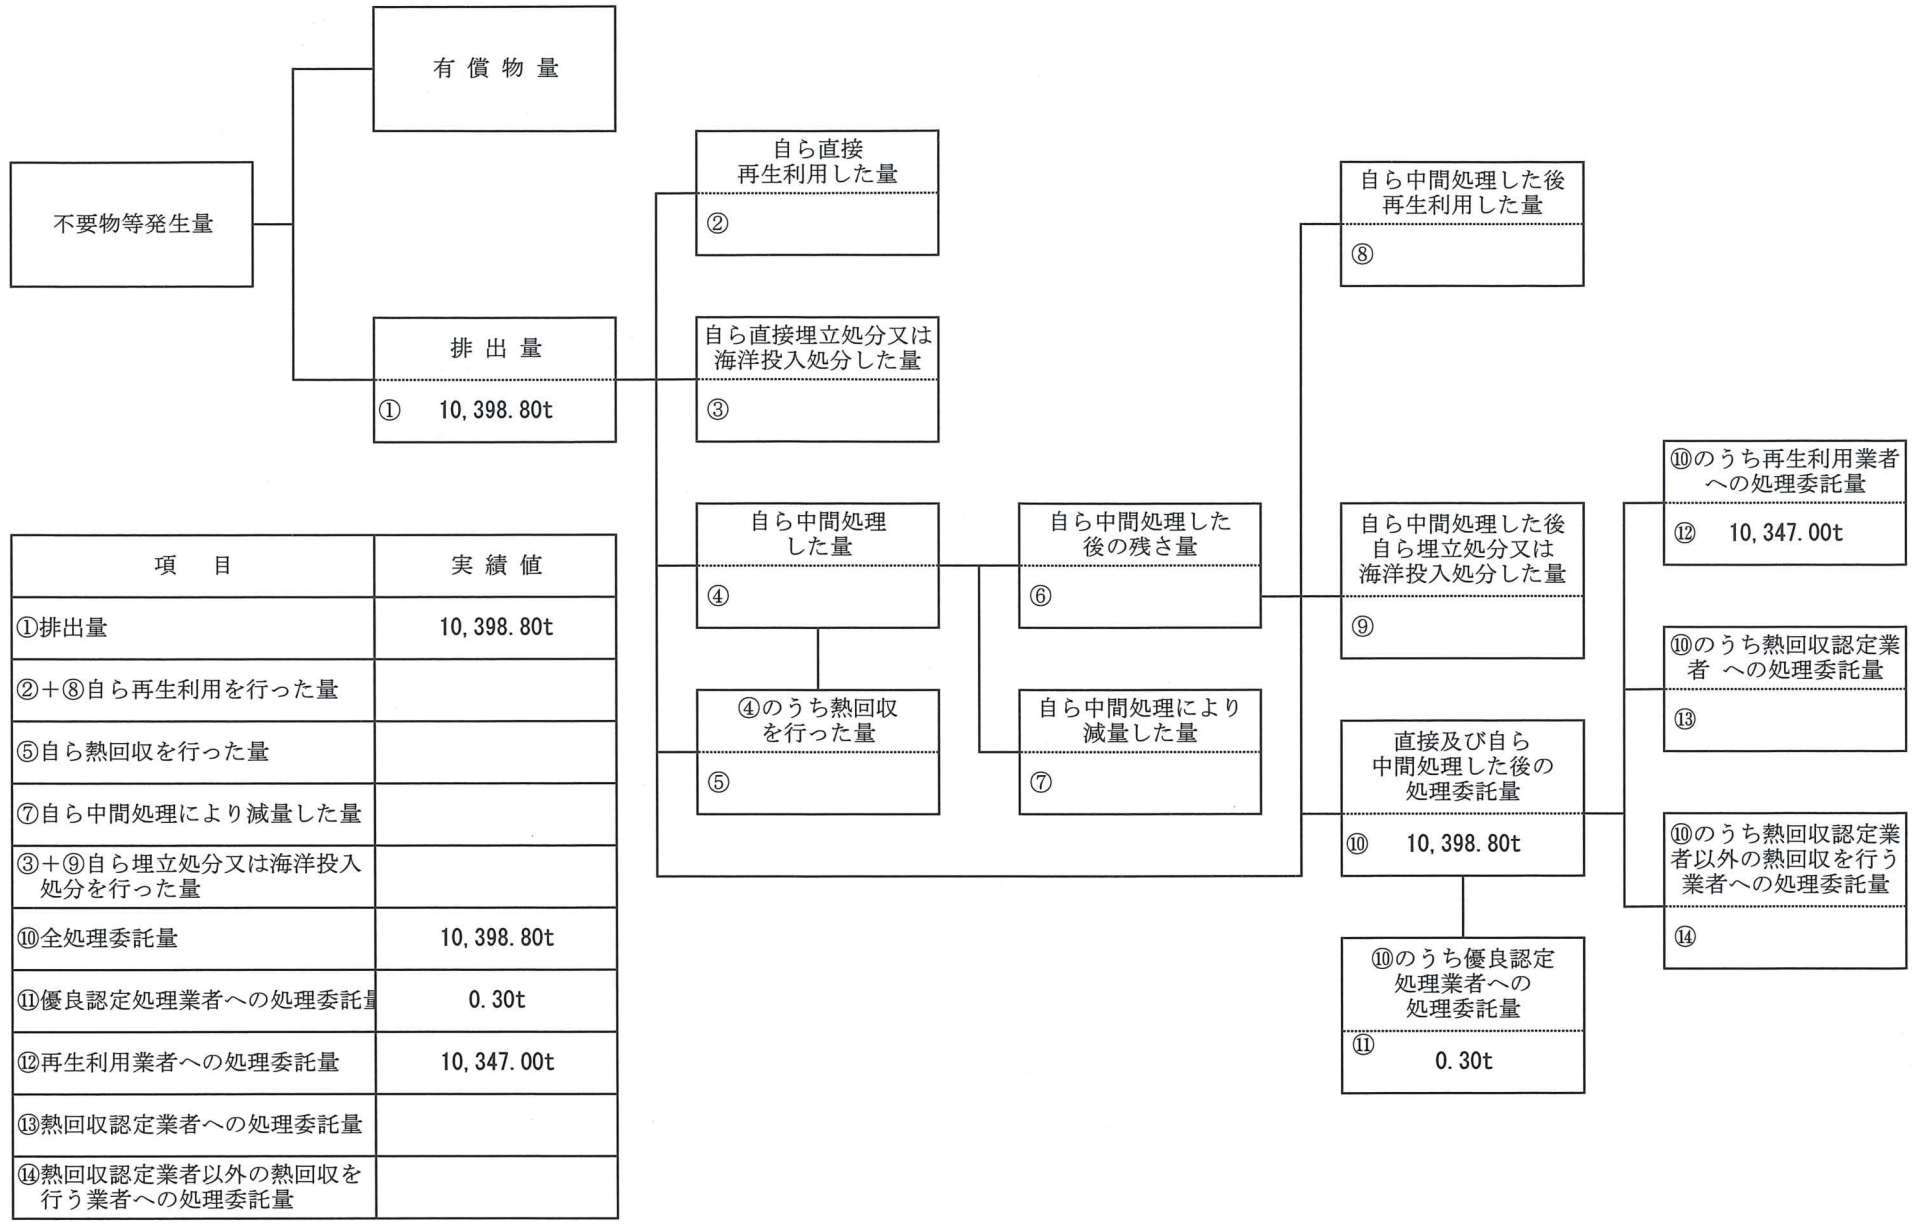 有 償 物 量
不要物等発生量
排 出 量
① 10,398.80t
自ら直接
再生利用した量
②
自ら直接埋立処分又は
海洋投入処分した量
③
自ら中間処理
した量
④
④のうち熱回収
を行った量
⑤
自ら中間処理した
後の残さ量
⑥
自ら中間処理により
減量した量
⑦
自ら中間処理した後
再生利用した量
⑧
自ら中間処理した後
自ら埋立処分又は
海洋投入処分した量
⑨
直接及び自ら
中間処理した後の
処理委託量
⑩ 10,398.80t
⑩のうち優良認定
処理業者への
処理委託量
⑪ 0.30t
⑩のうち再生利用業者
への処理委託量
⑫ 10,347.00t
⑩のうち熱回収認定業
者 への処理委託量
⑬
⑩のうち熱回収認定業
者以外の熱回収を行う
業者への処理委託量
⑭
項 目 実 績 値
①排出量 10,398.80t
②+⑧自ら再生利用を行った量
⑤自ら熱回収を行った量
⑦自ら中間処理により減量した量
③+⑨自ら埋立処分又は海洋投入
処分を行った量
⑩全処理委託量 10,398.80t
⑪優良認定処理業者への処理委託量 0.30t
⑫再生利用業者への処理委託量 10,347.00t
⑬熱回収認定業者への処理委託量
⑭熱回収認定業者以外の熱回収を
行う業者への処理委託量